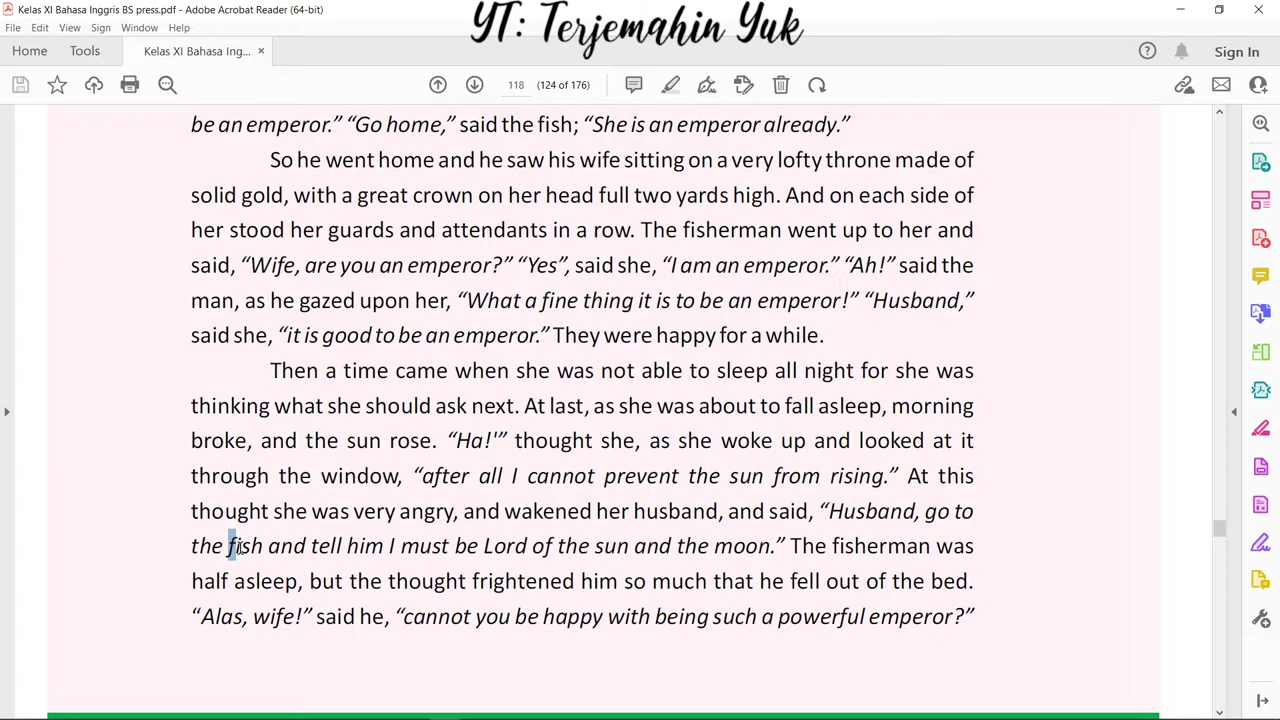 Kelas XI Bahasa Inggris BS press.pdf - Adobe Acrobat Reader (64-bit)
YT: Terjemahin Yuk
File Edit View Sign Window Help
Home Tools Kelas XI Bahasa Ing... × Sign In
118 (124 of 176)
be an emperor.” “Go home,” said the fish; “She is an emperor already.”
So he went home and he saw his wife sitting on a very lofty throne made of
solid gold, with a great crown on her head full two yards high. And on each side of
her stood her guards and attendants in a row. The fisherman went up to her and
said, “Wife, are you an emperor?” “Yes”, said she, “I am an emperor.” “Ah!” said the
man, as he gazed upon her, “What a fine thing it is to be an emperor!” “Husband,”
said she, “it is good to be an emperor.” They were happy for a while.
Then a time came when she was not able to sleep all night for she was
thinking what she should ask next. At last, as she was about to fall asleep, morning
broke, and the sun rose. “Ha!'” thought she, as she woke up and looked at it
through the window, “after all I cannot prevent the sun from rising.” At this
thought she was very angry, and wakened her husband, and said, “Husband, go to
the fish and tell him I must be Lord of the sun and the moon.” The fisherman was
half asleep, but the thought frightened him so much that he fell out of the bed.
“Alas, wife!” said he, “cannot you be happy with being such a powerful emperor?”